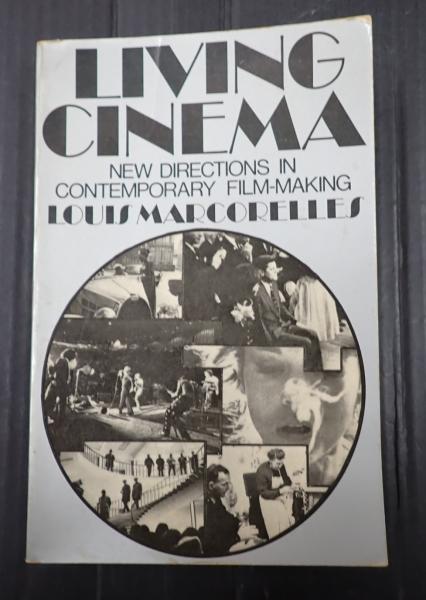 LIVING
CINEMA
NEW DIRECTIONS IN
CONTEMPORARY FILM-MAKING
LOUIS MARCORELLES